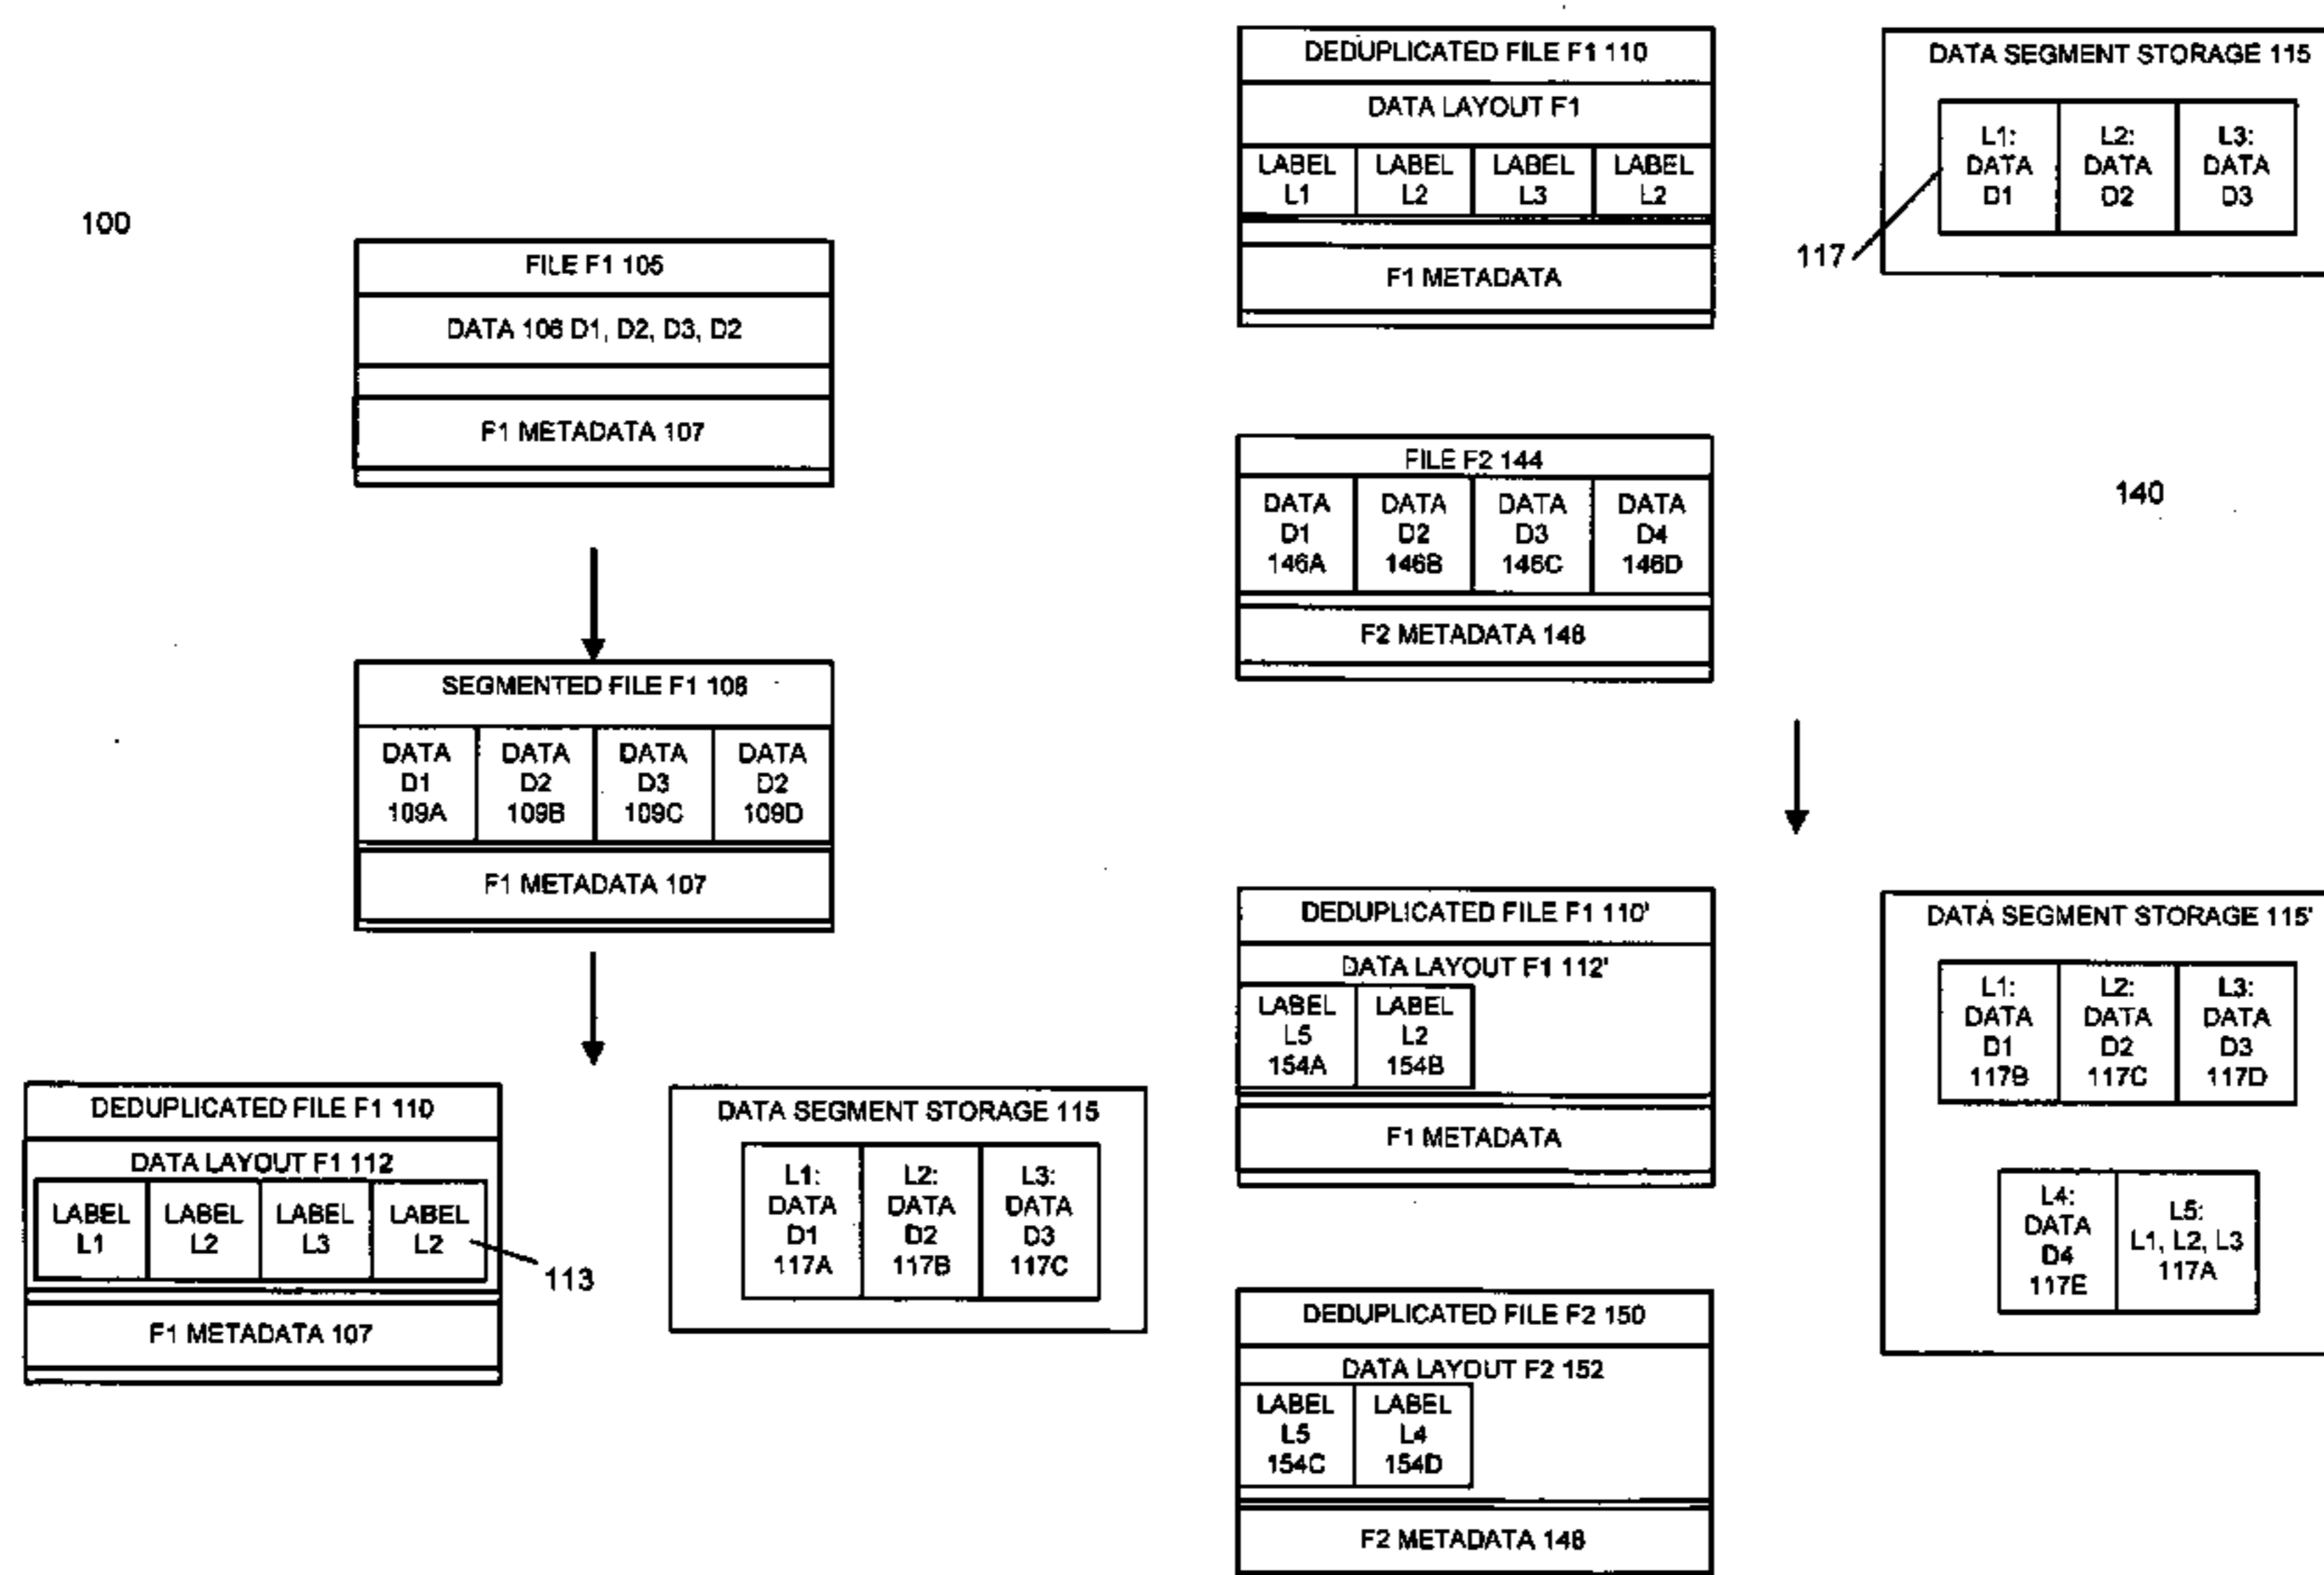 100
FILE F1 105
DATA 106 D1, D2, D3, D2
F1 METADATA 107
SEGMENTED FILE F1 108
DATA D1 109A
DATA D2 109B
DATA D3 109C
DATA D2 109D
F1 METADATA 107
DEDUPLICATED FILE F1 110
DATA LAYOUT F1 112
LABEL L1
LABEL L2
LABEL L3
LABEL L2
113
F1 METADATA 107
DATA SEGMENT STORAGE 115
L1: DATA D1 117A
L2: DATA D2 117B
L3: DATA D3 117C
DEDUPLICATED FILE F1 110
DATA LAYOUT F1
LABEL L1
LABEL L2
LABEL L3
LABEL L2
F1 METADATA
DATA SEGMENT STORAGE 115
L1: DATA D1
L2: DATA D2
L3: DATA D3
117
FILE F2 144
DATA D1 146A
DATA D2 146B
DATA D3 146C
DATA D4 146D
F2 METADATA 148
140
DEDUPLICATED FILE F1 110'
DATA LAYOUT F1 112'
LABEL L5 154A
LABEL L2 154B
F1 METADATA
DATA SEGMENT STORAGE 115'
L1: DATA D1 117B
L2: DATA D2 117C
L3: DATA D3 117D
L4: DATA D4 117E
L5: L1, L2, L3 117A
DEDUPLICATED FILE F2 150
DATA LAYOUT F2 152
LABEL L5 154C
LABEL L4 154D
F2 METADATA 148